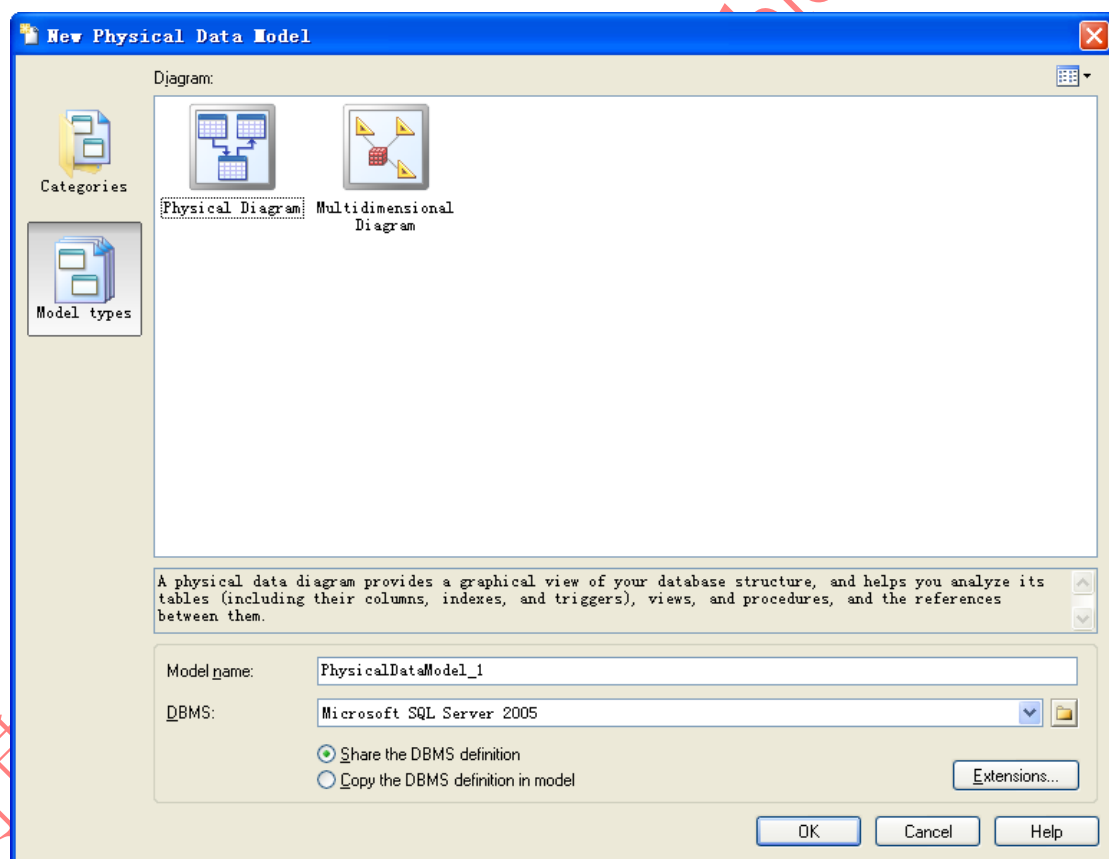 New Physical Data Model
Diagram:
Categories
Model types
Physical Diagram
Multidimensional
Diagram
A physical data diagram provides a graphical view of your database structure, and helps you analyze its
tables (including their columns, indexes, and triggers), views, and procedures, and the references
between them.
Model name:
PhysicalDataModel_1
DBMS:
Microsoft SQL Server 2005
Share the DBMS definition
Copy the DBMS definition in model
Extensions...
OK
Cancel
Help